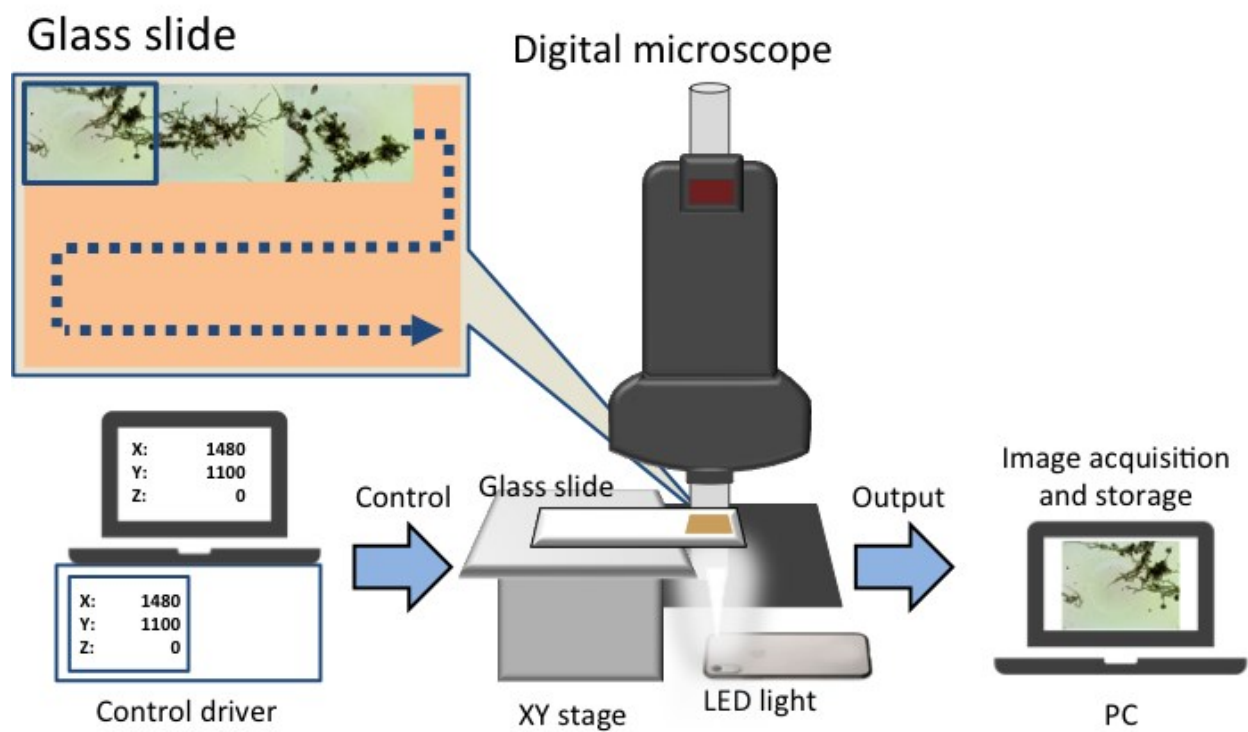 Glass slide
Digital microscope
X: 1480
Y: 1100
Z: 0
Control
Glass slide
Output
Image acquisition
and storage
X: 1480
Y: 1100
Z: 0
Control driver
XY stage
LED light
PC